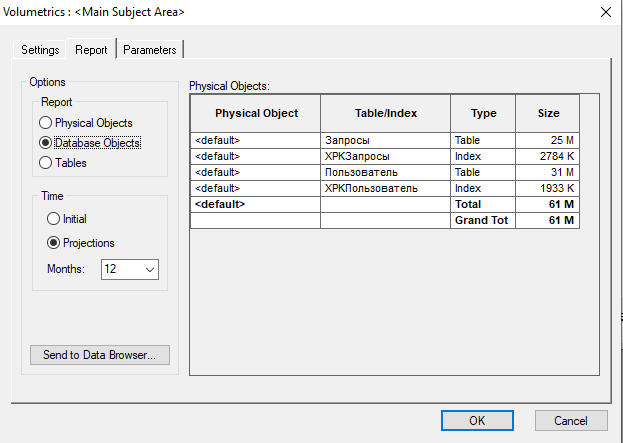 Volumetrics : <Main Subject Area>
Settings Report Parameters
Options
Report
Physical Objects
Database Objects
Tables
Time
Initial
Projections
Months: 12
Send to Data Browser...
Physical Objects:
Physical Object Table/Index Type Size
<default> Запросы Table 25 M
<default> XPKЗапросы Index 2784 K
<default> Пользователь Table 31 M
<default> XPKПользователь Index 1933 K
<default> Total 61 M
Grand Tot 61 M
OK Cancel